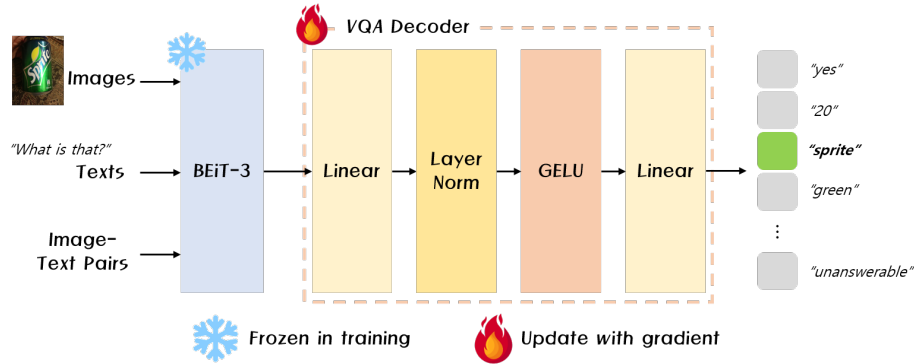 VQA Decoder
Sprite
Images
"What is that?"
Texts
Image-
Text Pairs
BEiT-3
Linear
Layer
Norm
GELU
Linear
"yes"
"20"
"sprite"
"green"
⋮
"unanswerable"
Frozen in training
Update with gradient